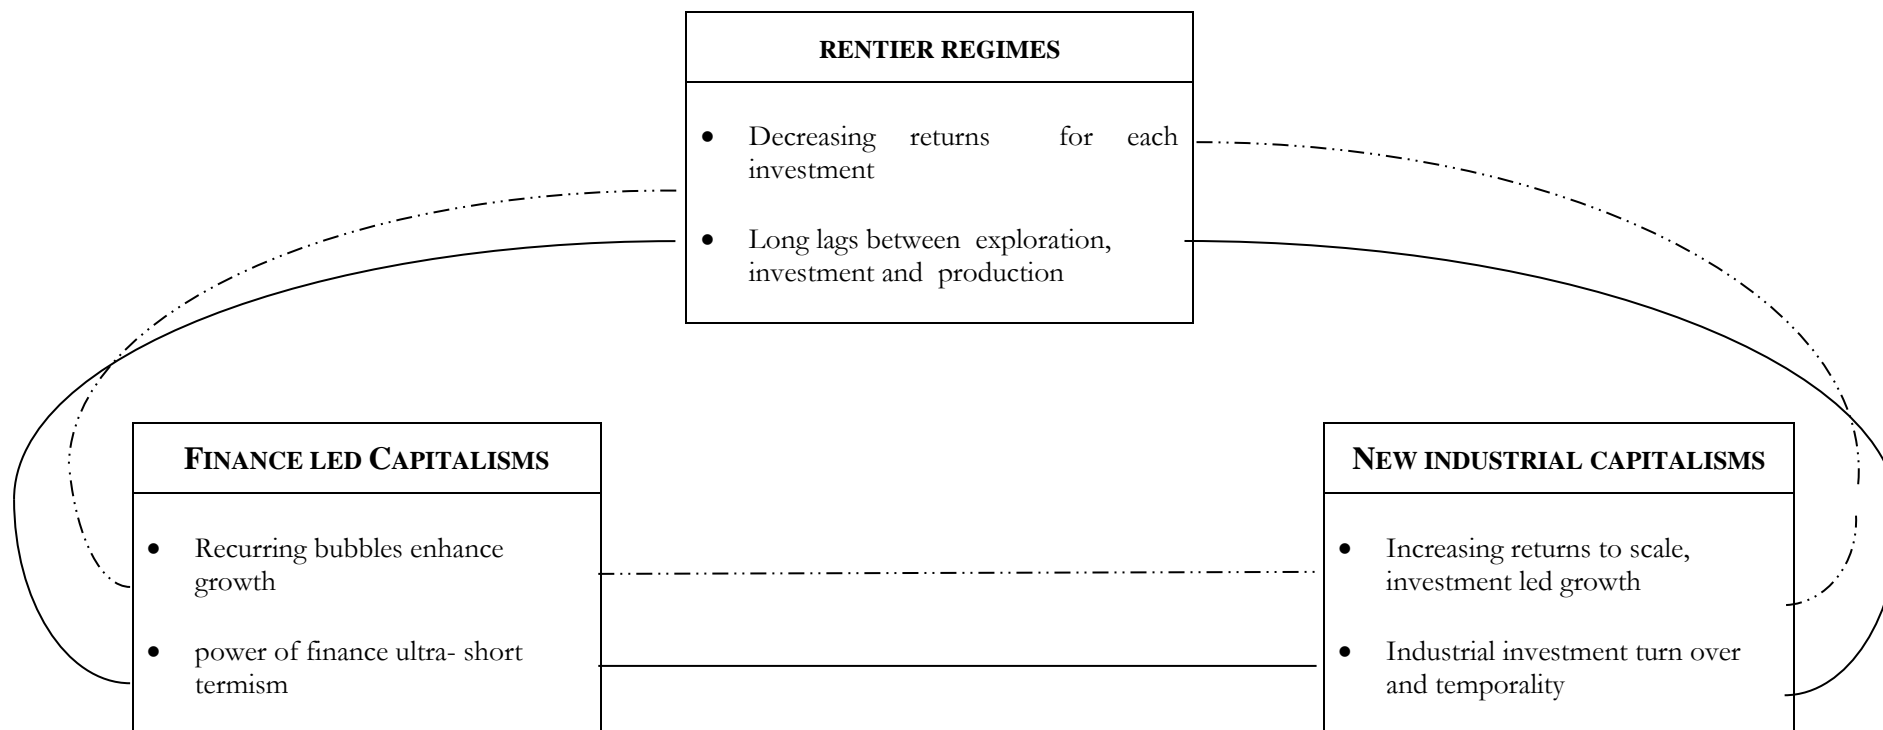 RENTIER REGIMES
• Decreasing returns for each
investment
• Long lags between exploration,
investment and production
FINANCE LED CAPITALISMS
• Recurring bubbles enhance
growth
• power of finance ultra- short
termism
NEW INDUSTRIAL CAPITALISMS
• Increasing returns to scale,
investment led growth
• Industrial investment turn over
and temporality